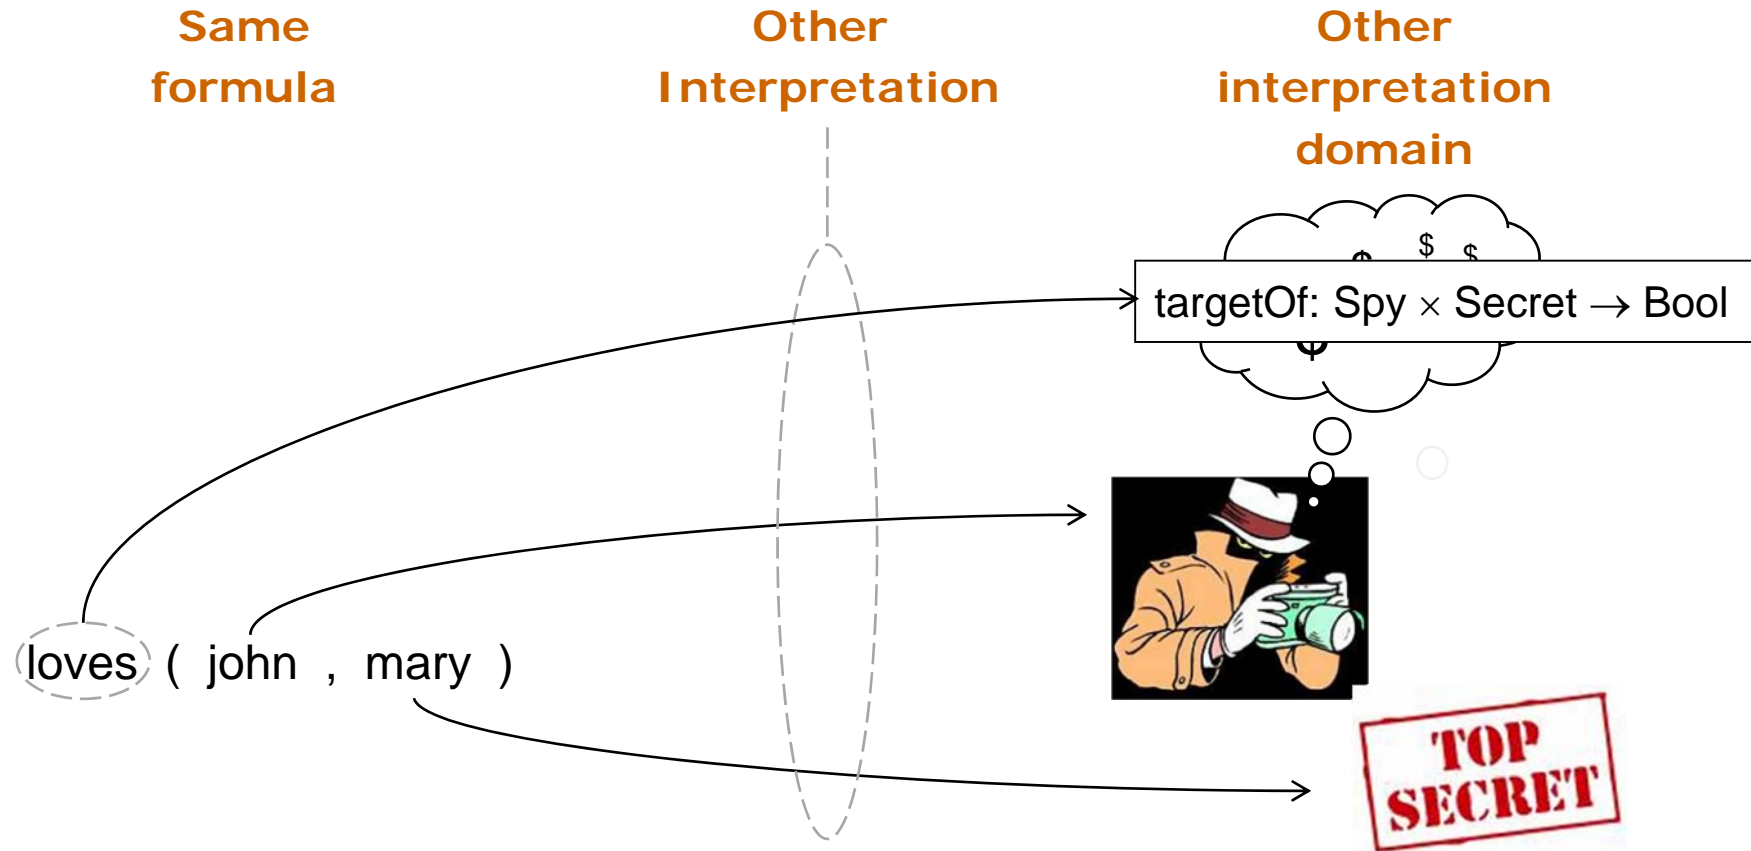 Same
formula
Other
Interpretation
Other
interpretation
domain
$ $ $
targetOf: Spy × Secret → Bool
$
loves ( john , mary )
TOP
SECRET